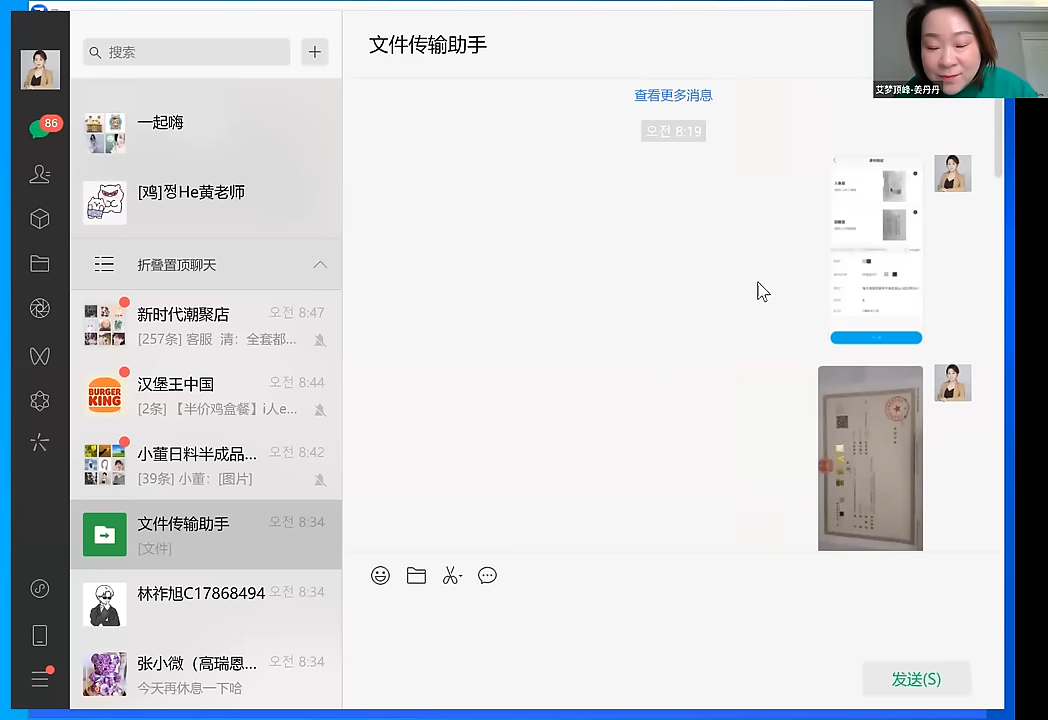 搜索
文件传输助手
艾梦顶峰-姜丹丹
86
一起嗨
[鸡]쩡He黄老师
折叠置顶聊天
新时代潮聚店
오전 8:47
[257条] 客服 清：全套都...
汉堡王中国
오전 8:44
[2条] 【半价鸡盒餐】i人e...
BURGER
KING
小董日料半成品...
오전 8:42
[39条] 小董：[图片]
文件传输助手
오전 8:34
[文件]
林祚旭C17868494
오전 8:34
张小微（高瑞恩...
오전 8:34
今天再休息一下哈
查看更多消息
오전 8:19
发送(S)